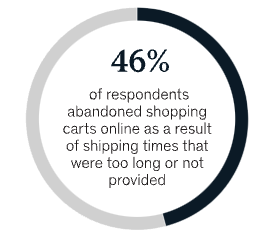 46%
of respondents
abandoned shopping
carts online as a result
of shipping times that
were too long or not
provided